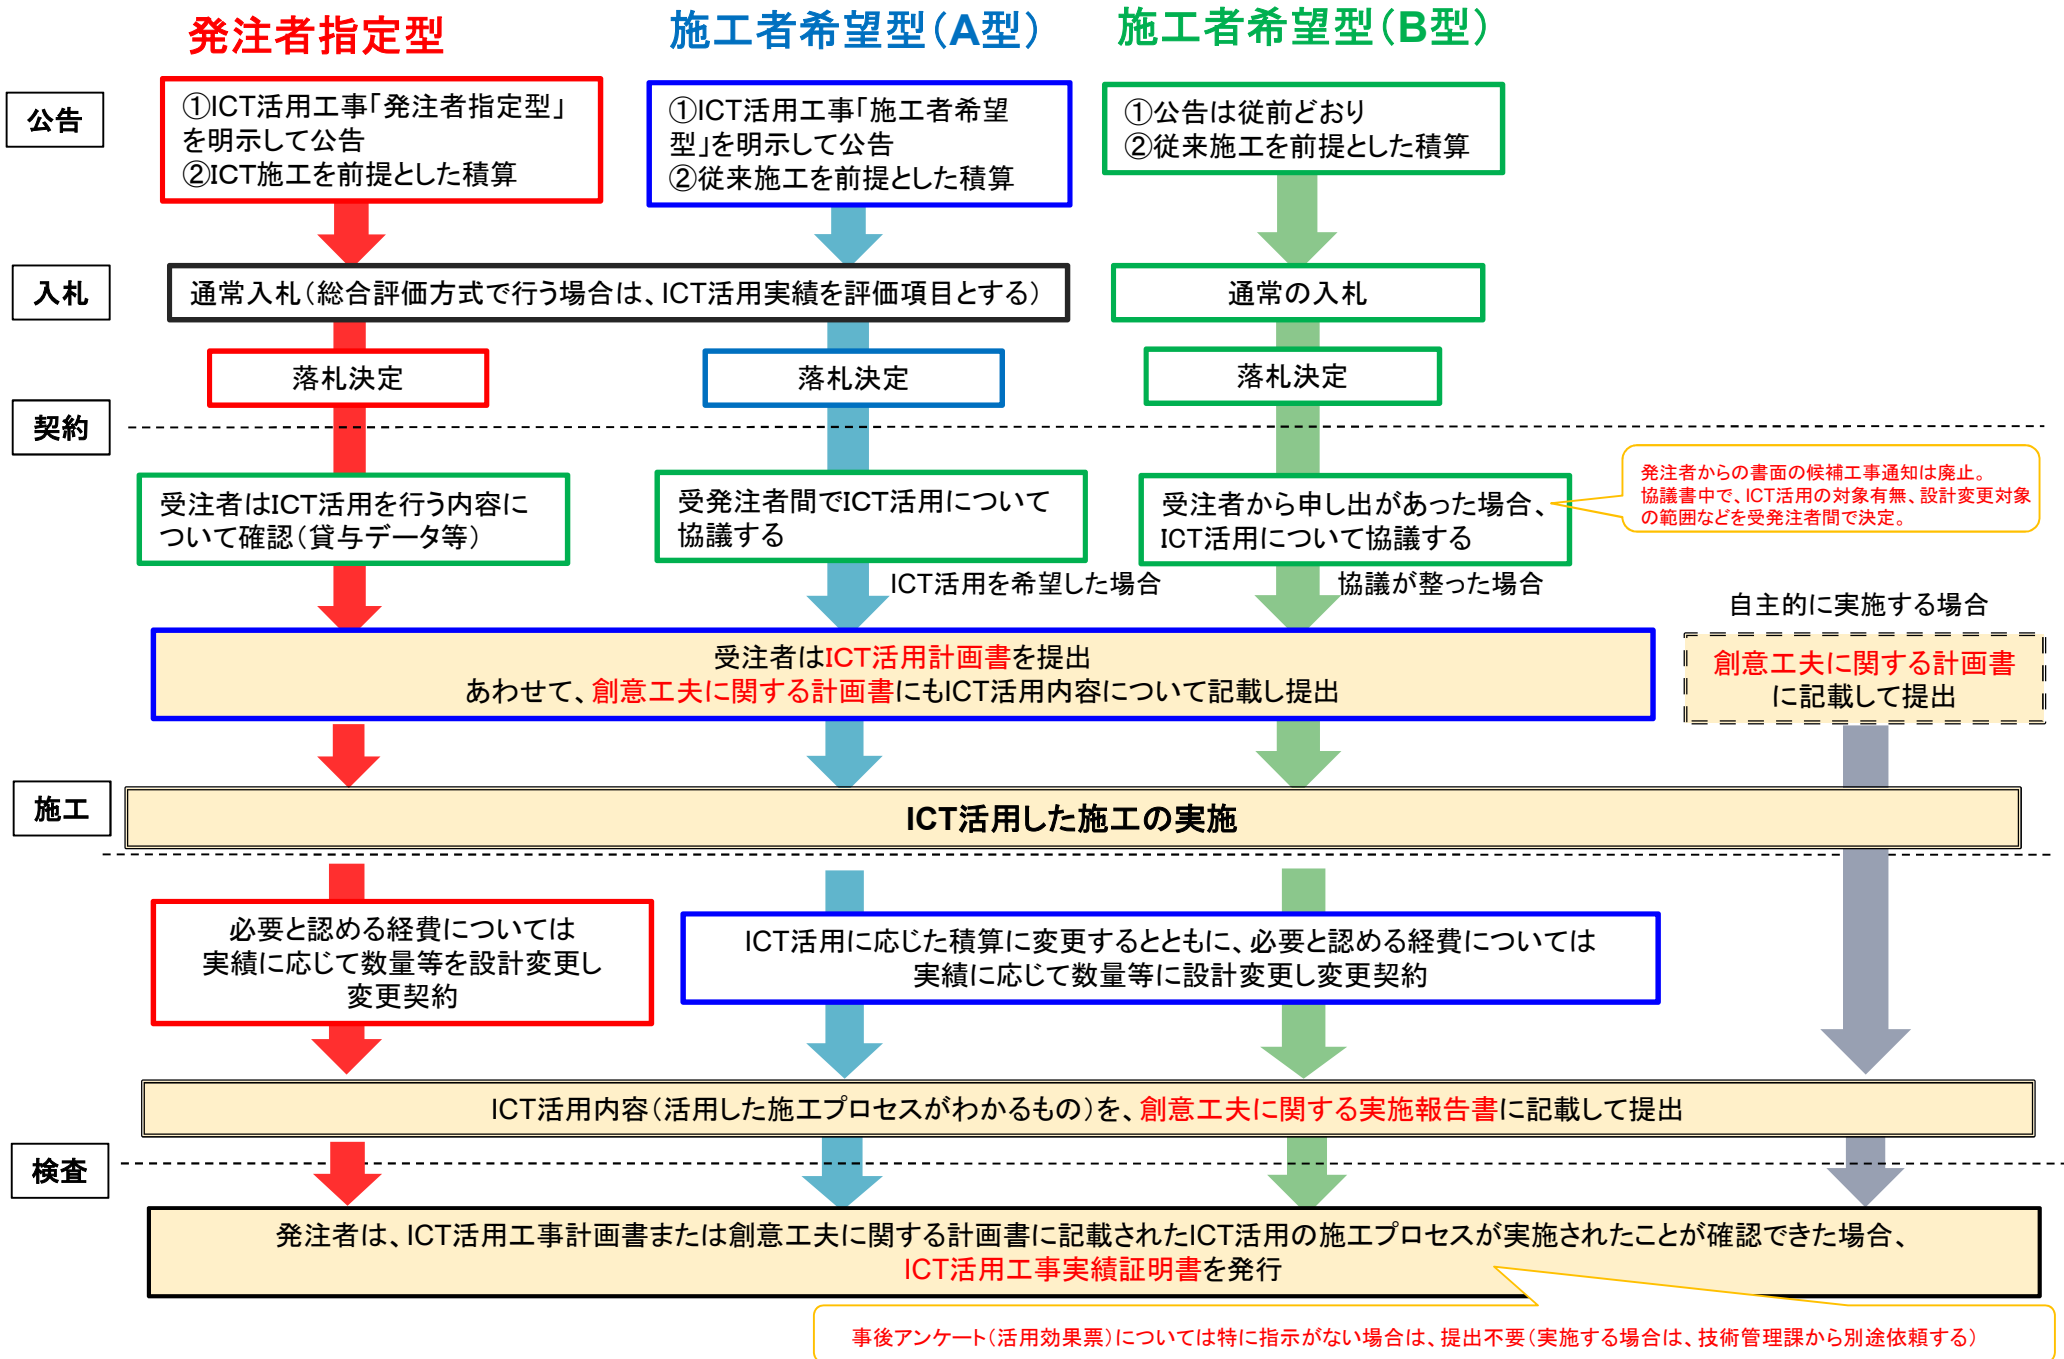 発注者指定型
施工者希望型(A型)
施工者希望型(B型)
公告
①ICT活用工事「発注者指定型」
を明示して公告
②ICT施工を前提とした積算
①ICT活用工事「施工者希望
型」を明示して公告
②従来施工を前提とした積算
①公告は従前どおり
②従来施工を前提とした積算
入札
通常入札(総合評価方式で行う場合は、ICT活用実績を評価項目とする)
通常の入札
落札決定
落札決定
落札決定
契約
受注者はICT活用を行う内容に
ついて確認(貸与データ等)
受発注者間でICT活用について
協議する
受注者から申し出があった場合、
ICT活用について協議する
発注者からの書面の候補工事通知は廃止。
協議書中で、ICT活用の対象有無、設計変更対象
の範囲などを受発注者間で決定。
ICT活用を希望した場合
協議が整った場合
自主的に実施する場合
受注者はICT活用計画書を提出
あわせて、創意工夫に関する計画書にもICT活用内容について記載し提出
創意工夫に関する計画書
に記載して提出
施工
ICT活用した施工の実施
必要と認める経費については
実績に応じて数量等を設計変更し
変更契約
ICT活用に応じた積算に変更するとともに、必要と認める経費については
実績に応じて数量等に設計変更し変更契約
ICT活用内容(活用した施工プロセスがわかるもの)を、創意工夫に関する実施報告書に記載して提出
検査
発注者は、ICT活用工事計画書または創意工夫に関する計画書に記載されたICT活用の施工プロセスが実施されたことが確認できた場合、
ICT活用工事実績証明書を発行
事後アンケート(活用効果票)については特に指示がない場合は、提出不要(実施する場合は、技術管理課から別途依頼する)